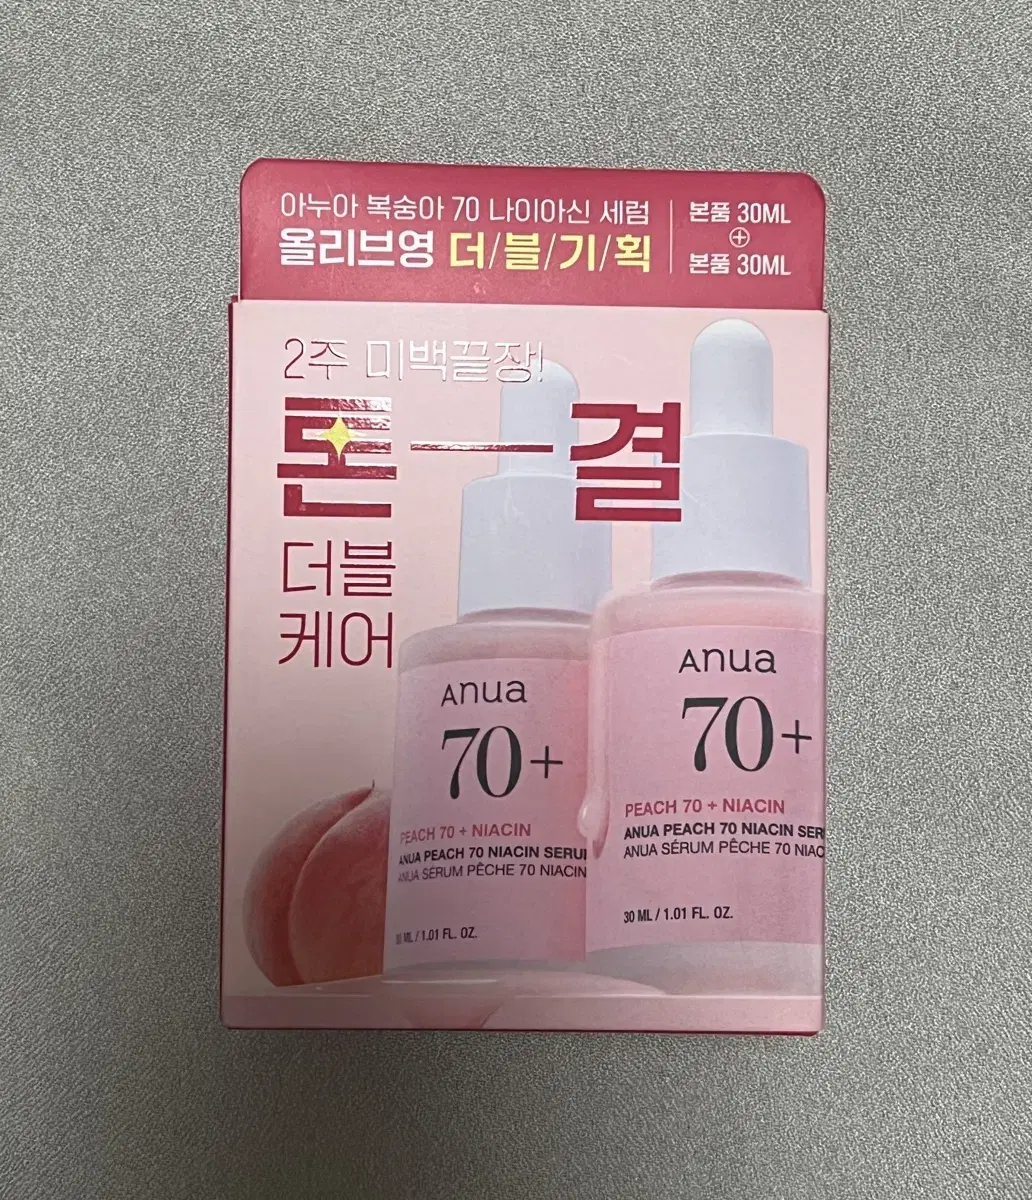 아누아 복숭아 70 나이아신 세럼
올리브영 더/블/기/획
본품 30ML
+
본품 30ML
2주 미백끝장!
톤—결
더블
케어
Anua
70+
PEACH 70 + NIACIN
ANUA PEACH 70 NIACIN SERU
ANUA SÉRUM PÊCHE 70 NIACIN
ML / 1.01 FL. OZ.
Anua
70+
PEACH 70 + NIACIN
ANUA PEACH 70 NIACIN SER
ANUA SÉRUM PÊCHE 70 NIAC
30 ML / 1.01 FL. OZ.